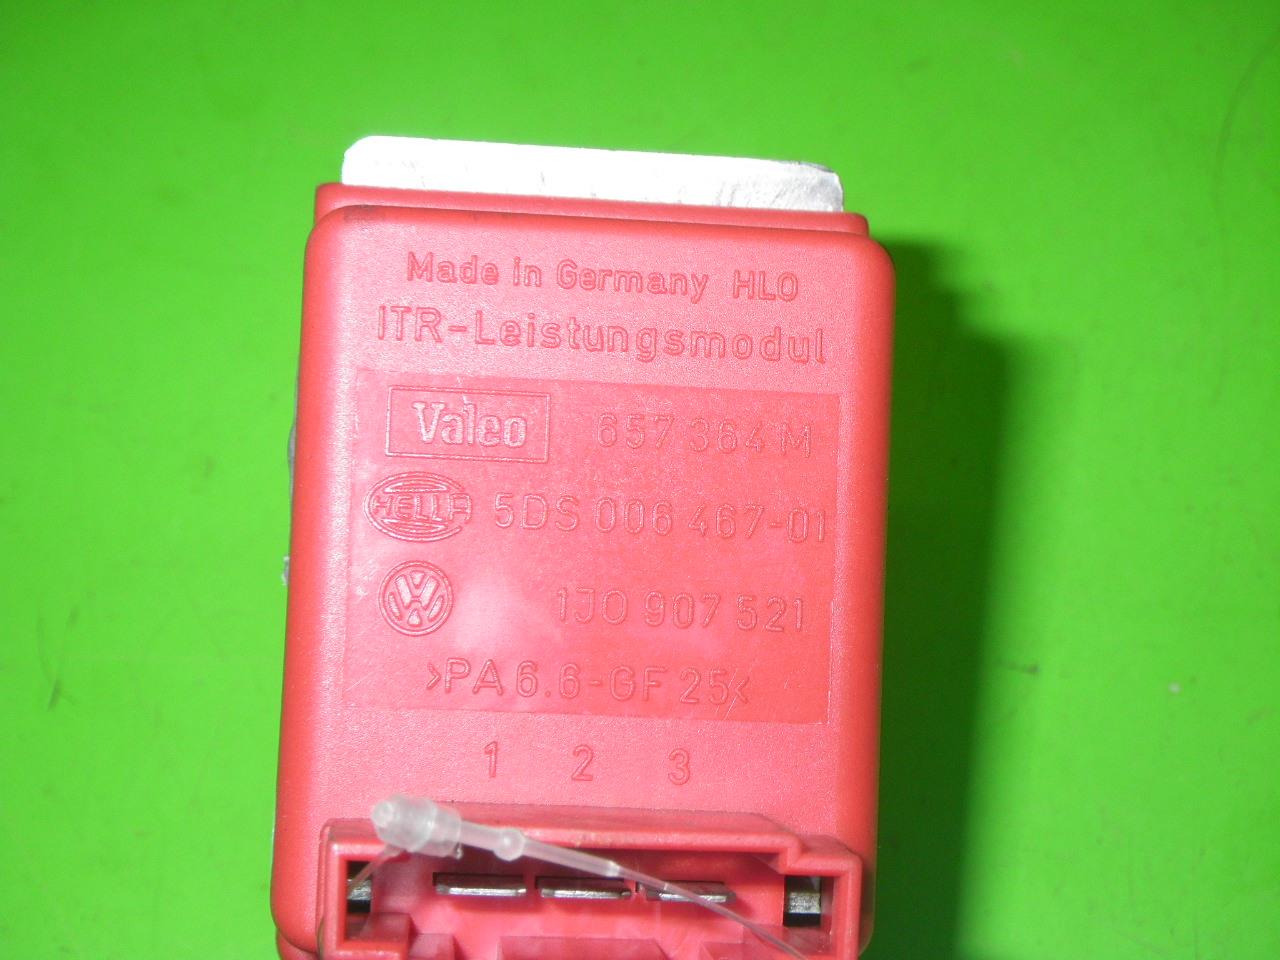 Made in Germany HLO
ITR-Leistungsmodul
Valeo 657 364 M
HELLA 5DS 006 467-01
VW 1J0 907 521
>PA 6.6-GF 25<
1 2 3